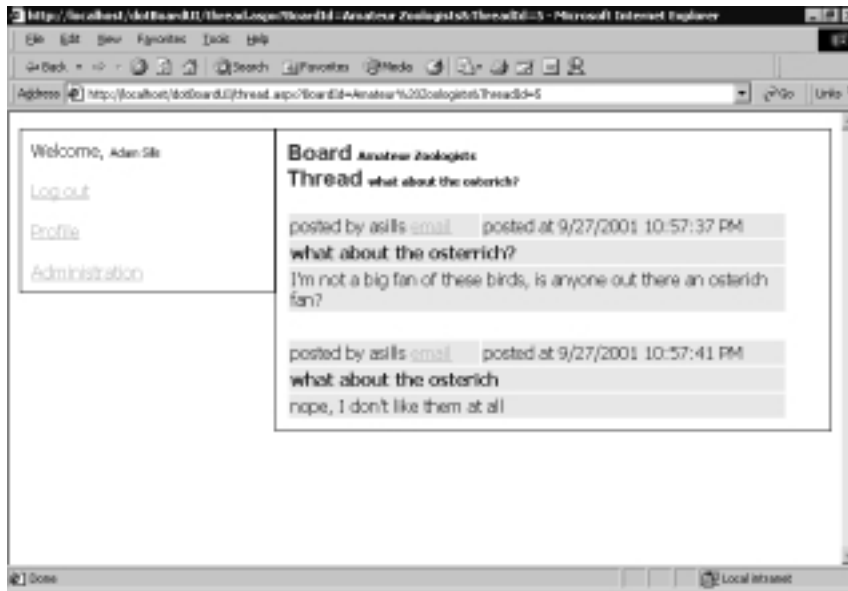 http://localhost/dotBoardUI/thread.aspx?BoardId=Amateur Zoologists&ThreadId=5 - Microsoft Internet Explorer
File Edit View Favorites Tools Help
Back Search Favorites Media
Address http://localhost/dotBoardUI/thread.aspx?BoardId=Amateur%20Zoologists&ThreadId=5 Go Links
Welcome, Adam Sills
Log out
Profile
Administration
Board Amateur Zoologists
Thread what about the osterich?
posted by asills email posted at 9/27/2001 10:57:37 PM
what about the osterrich?
I'm not a big fan of these birds, is anyone out there an osterich
fan?
posted by asills email posted at 9/27/2001 10:57:41 PM
what about the osterich
nope, I don't like them at all
Done Local intranet